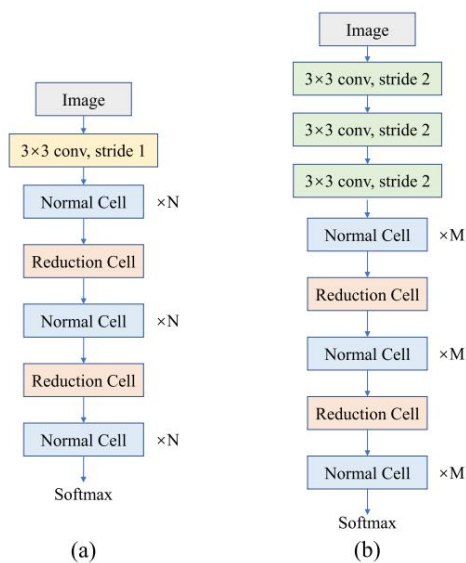 Image
3×3 conv, stride 1
Normal Cell ×N
Reduction Cell
Normal Cell ×N
Reduction Cell
Normal Cell ×N
Softmax
(a)
Image
3×3 conv, stride 2
3×3 conv, stride 2
3×3 conv, stride 2
Normal Cell ×M
Reduction Cell
Normal Cell ×M
Reduction Cell
Normal Cell ×M
Softmax
(b)